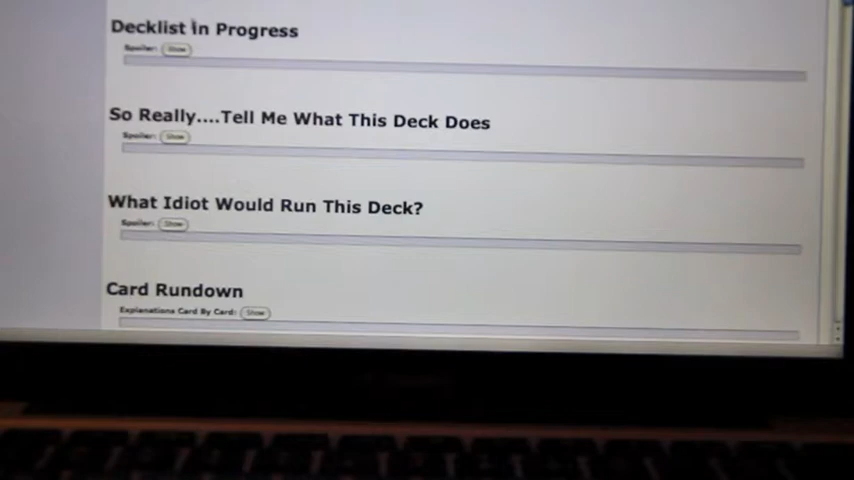 Decklist in Progress
Spoiler: Show
So Really....Tell Me What This Deck Does
Spoiler: Show
What Idiot Would Run This Deck?
Spoiler: Show
Card Rundown
Explanations Card By Card: Show